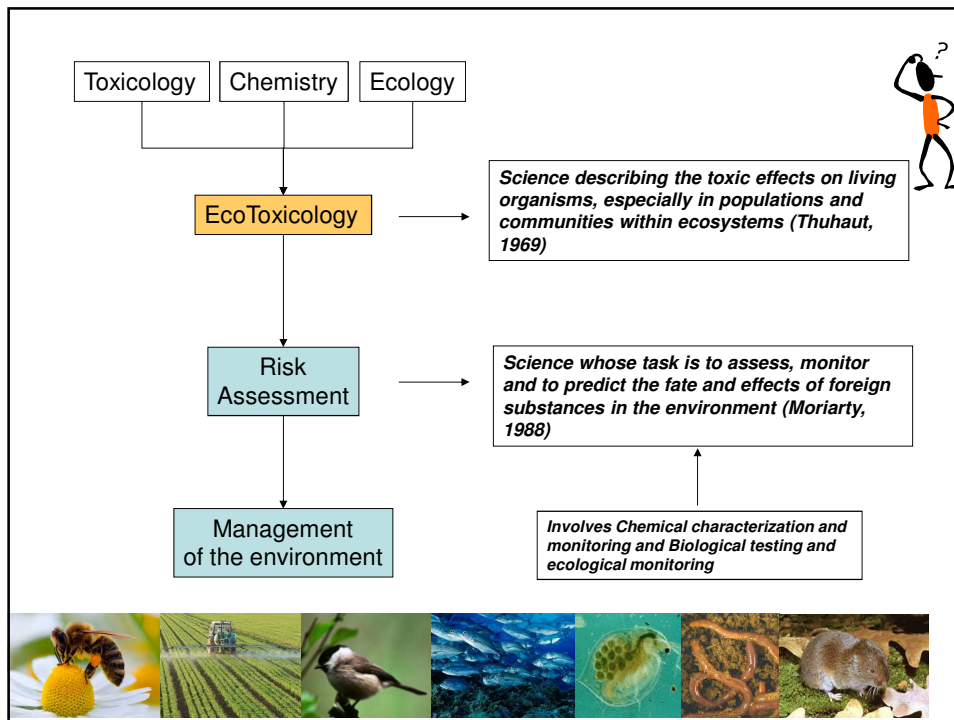 ?
Toxicology
Chemistry
Ecology
EcoToxicology
Science describing the toxic effects on living
organisms, especially in populations and
communities within ecosystems (Thuhaut,
1969)
Risk
Assessment
Science whose task is to assess, monitor
and to predict the fate and effects of foreign
substances in the environment (Moriarty,
1988)
Management
of the environment
Involves Chemical characterization and
monitoring and Biological testing and
ecological monitoring